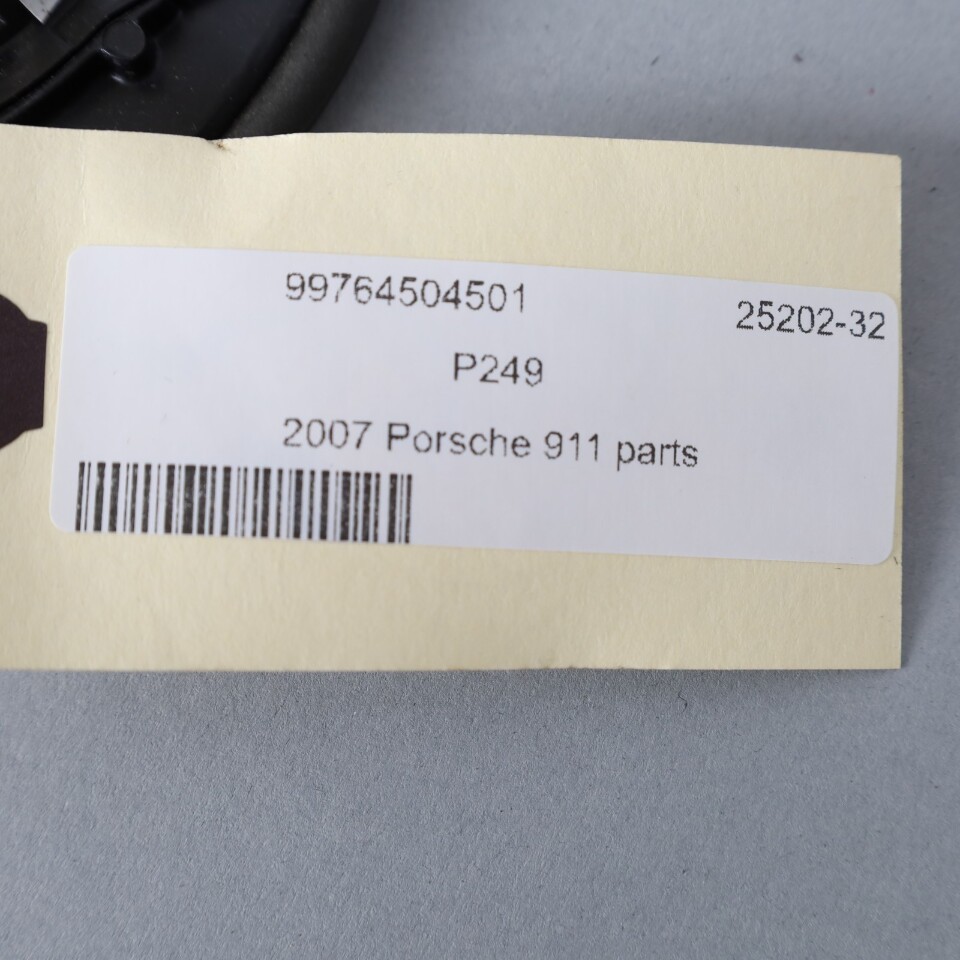 99764504501
25202-32
P249
2007 Porsche 911 parts